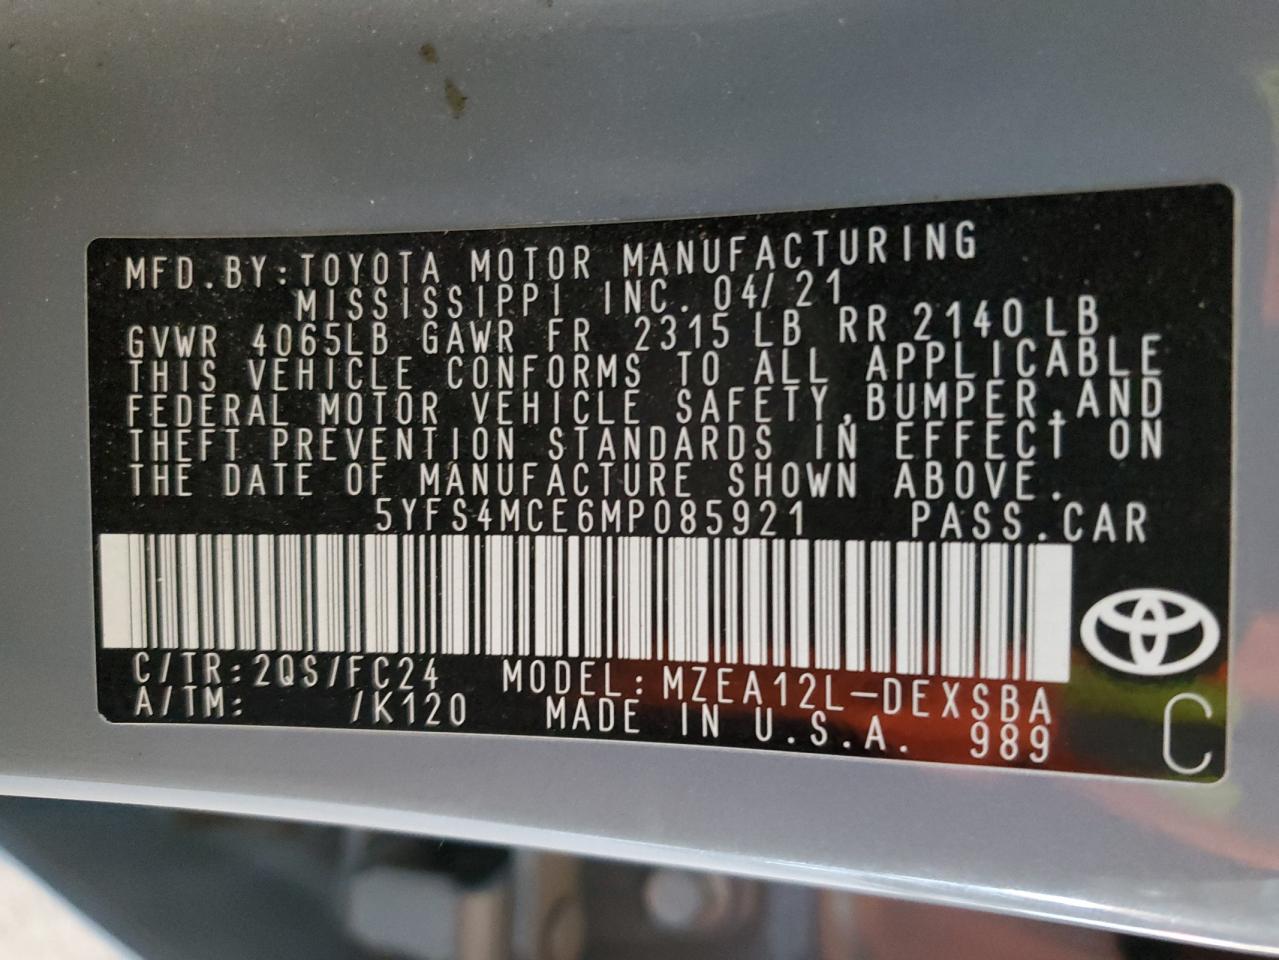 MFD.BY:TOYOTA MOTOR MANUFACTURING
MISSISSIPPI INC. 04/21
GVWR 4065LB GAWR FR 2315 LB RR 2140 LB
THIS VEHICLE CONFORMS TO ALL APPLICABLE
FEDERAL MOTOR VEHICLE SAFETY,BUMPER,AND
THEFT PREVENTION STANDARDS IN EFFECT ON
THE DATE OF MANUFACTURE SHOWN ABOVE.
5YFS4MCE6MP085921 PASS.CAR
C/TR:2QS/FC24 MODEL:MZEA12L-DEXSBA
A/TM: /K120 MADE IN U.S.A. 989
C